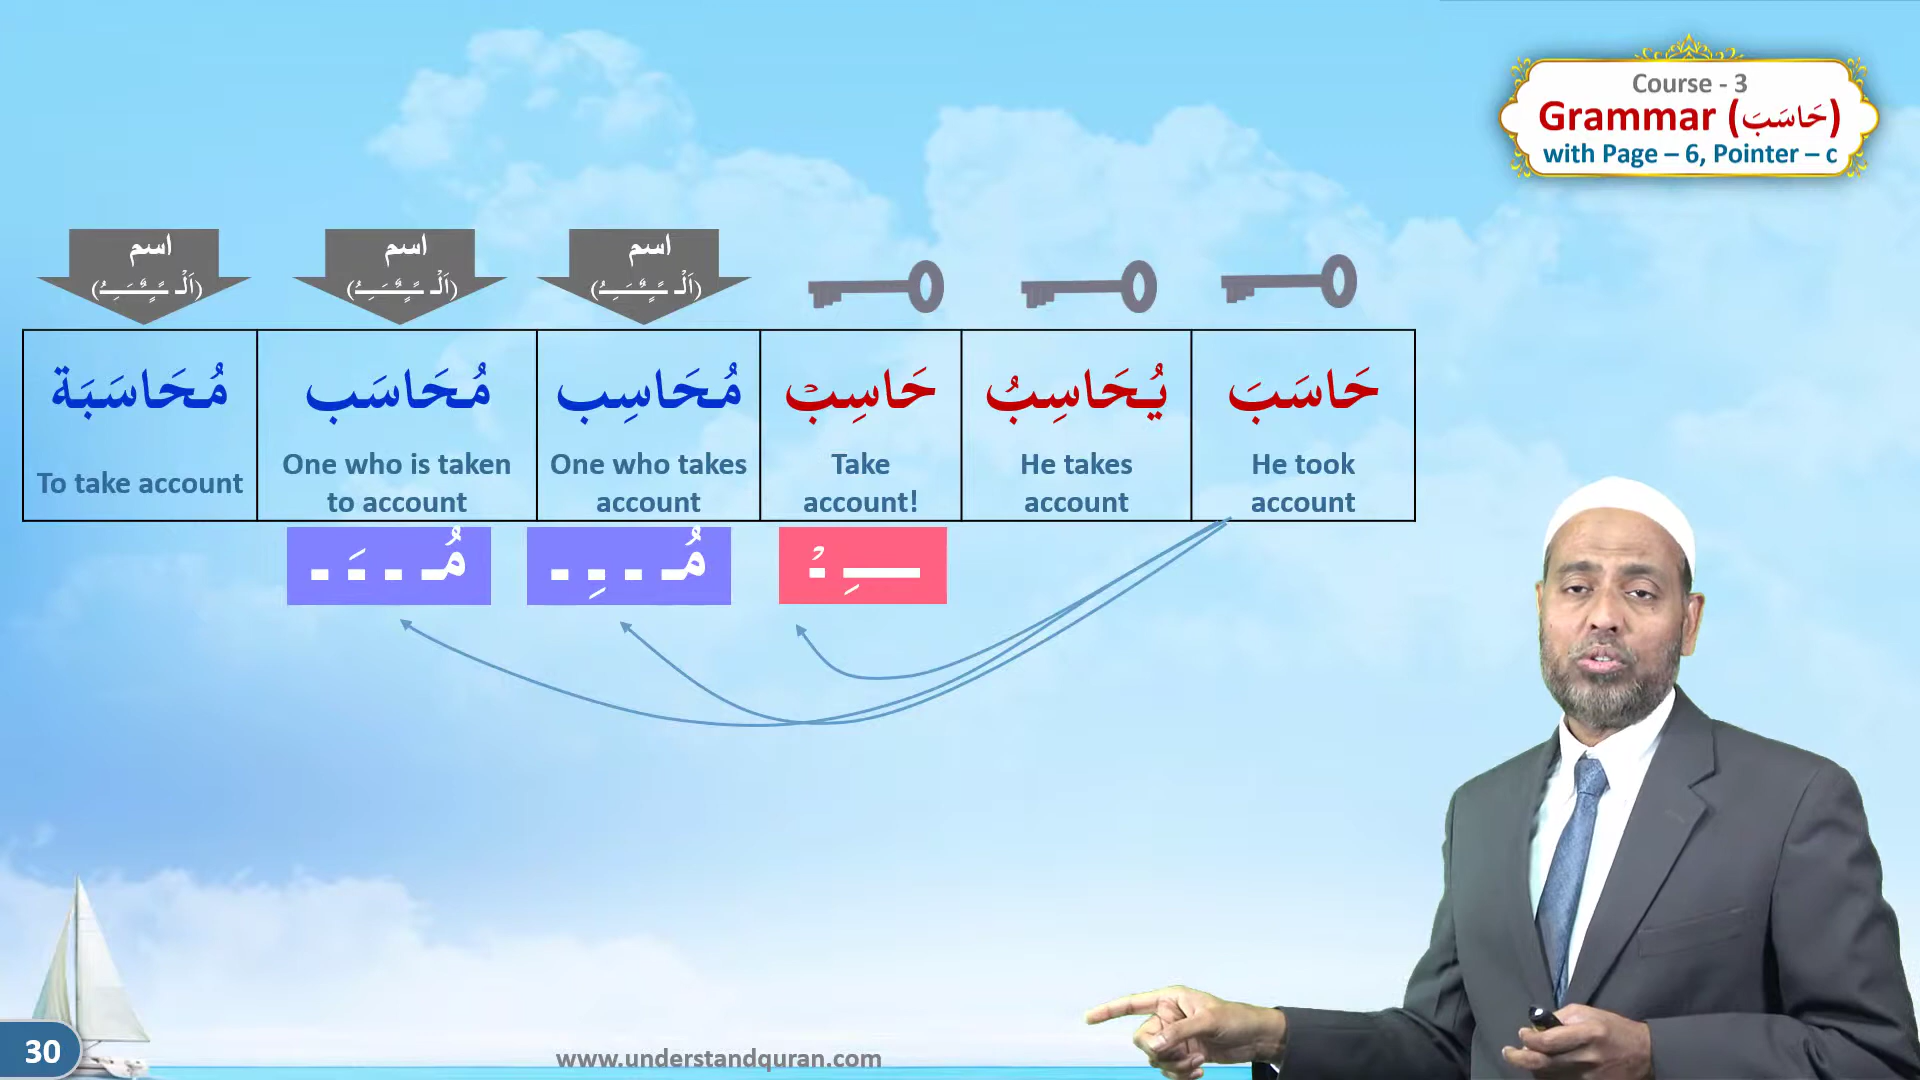 Course - 3
Grammar (حَاسَبَ)
with Page – 6, Pointer – c
اسم
اسم
اسم
حَاسَبَ
يُحَاسِبُ
حَاسِبْ
مُحَاسِب
مُحَاسَب
مُحَاسَبَة
He took
account
He takes
account
Take
account!
One who takes
account
One who is taken
to account
To take account
30
www.understandquran.com